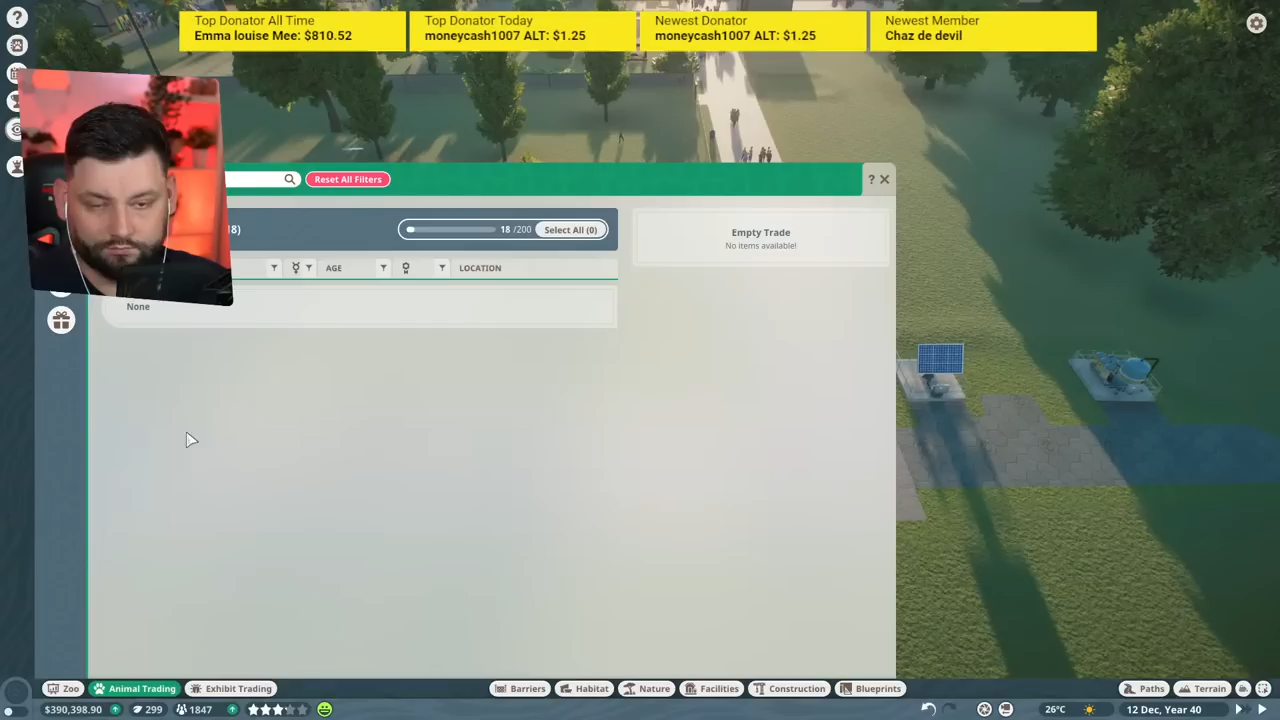 Top Donator All Time
Emma louise Mee: $810.52
Top Donator Today
moneycash1007 ALT: $1.25
Newest Donator
moneycash1007 ALT: $1.25
Newest Member
Chaz de devil
Reset All Filters
?
18)
18 /200
Select All (0)
Empty Trade
No items available!
AGE
LOCATION
None
Zoo
Animal Trading
Exhibit Trading
Barriers
Habitat
Nature
Facilities
Construction
Blueprints
Paths
Terrain
$390,398.90
299
1847
26°C
12 Dec, Year 40